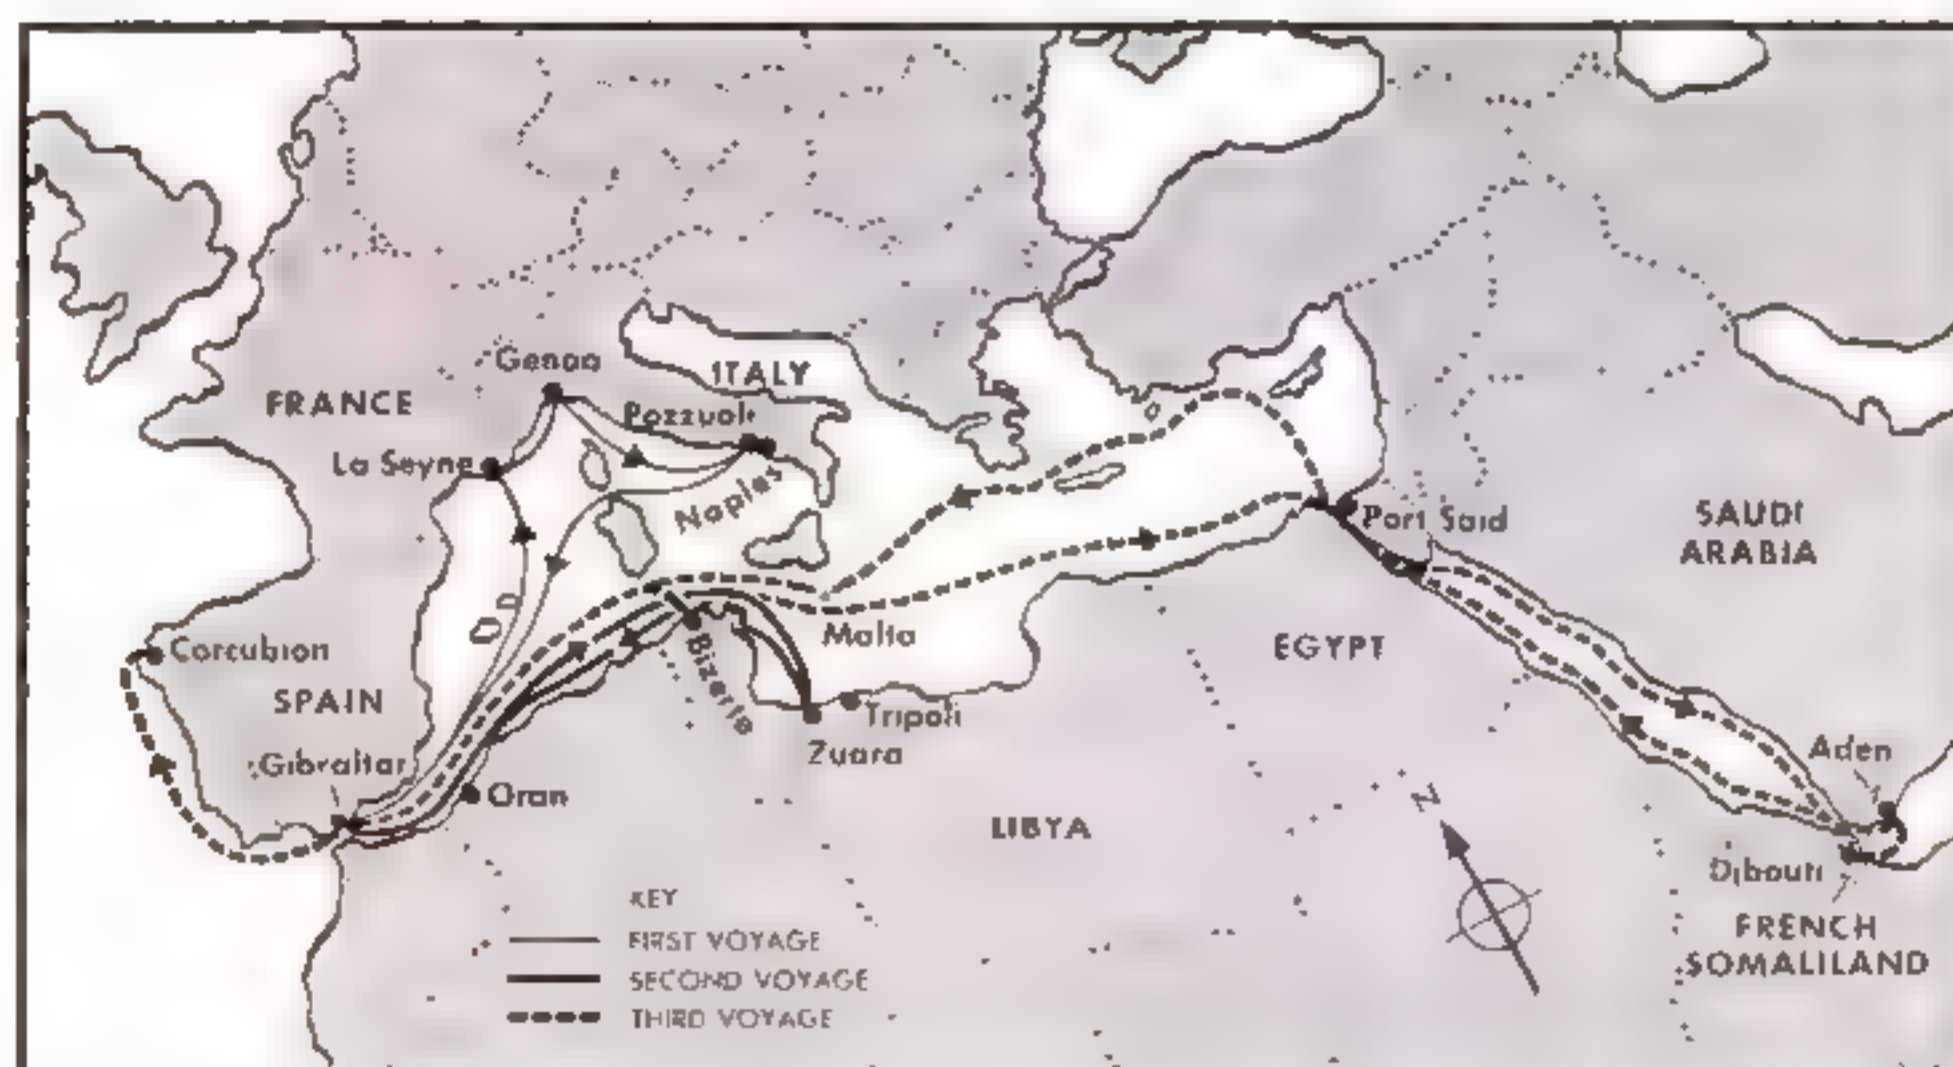 Genoa
ITALY
FRANCE
Pozzuoli
La Seyne
Naples
Port Said
SAUDI
ARABIA
Corcubion
Malta
EGYPT
SPAIN
Bizerta
Tripoli
Zuara
Gibraltar
Oran
Aden
N
LIBYA
Djibouti
FRENCH
SOMALILAND
KEY
FIRST VOYAGE
SECOND VOYAGE
THIRD VOYAGE